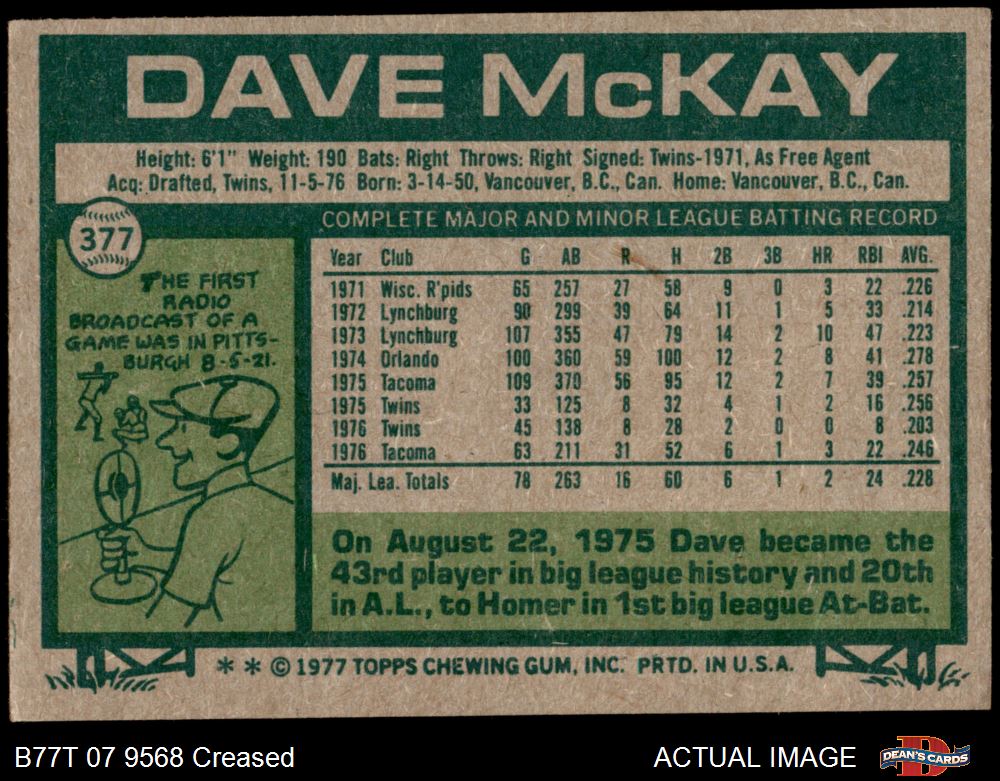 DAVE McKAY
Height: 6'1" Weight: 190 Bats: Right Throws: Right Signed: Twins-1971, As Free Agent
Acq: Drafted, Twins, 11-5-76 Born: 3-14-50, Vancouver, B.C., Can. Home: Vancouver, B.C., Can.
377
THE FIRST
RADIO
BROADCAST OF A
GAME WAS IN PITTS-
BURGH 8-5-21.
COMPLETE MAJOR AND MINOR LEAGUE BATTING RECORD
Year Club G AB R H 2B 3B HR RBI AVG.
1971 Wisc. R'pids 65 257 27 58 9 0 3 22 .226
1972 Lynchburg 90 299 39 64 11 1 5 33 .214
1973 Lynchburg 107 355 47 79 14 2 10 47 .223
1974 Orlando 100 360 59 100 12 2 8 41 .278
1975 Tacoma 109 370 56 95 12 2 7 39 .257
1975 Twins 33 125 8 32 4 1 2 16 .256
1976 Twins 45 138 8 28 2 0 0 8 .203
1976 Tacoma 63 211 31 52 6 1 3 22 .246
Maj. Lea. Totals 78 263 16 60 6 1 2 24 .228
On August 22, 1975 Dave became the
43rd player in big league history and 20th
in A.L., to Homer in 1st big league At-Bat.
* * © 1977 TOPPS CHEWING GUM, INC. PRTD. IN U.S.A.
B77T 07 9568 Creased
ACTUAL IMAGE
DEAN'S CARDS